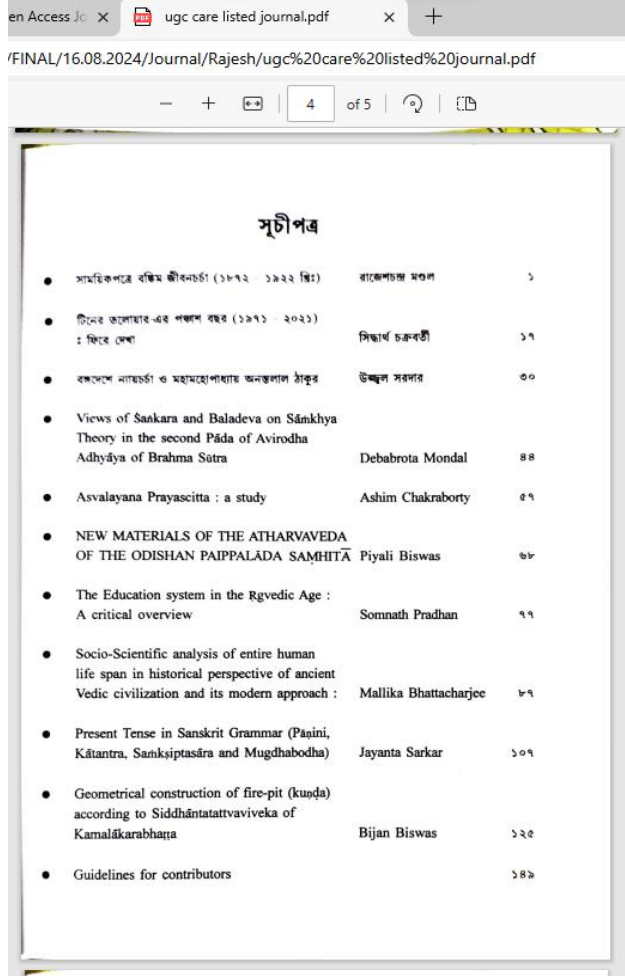 en Access Jo
ugc care listed journal.pdf
/FINAL/16.08.2024/Journal/Rajesh/ugc%20care%20listed%20journal.pdf
4 of 5
সূচীপত্র
সাময়িকপত্রে বঙ্কিম জীবনচর্চা (১৮৭২ - ১৯২২ খ্রিঃ) রাজেশচন্দ্র মণ্ডল ১
টিনের তলোয়ার-এর পঞ্চাশ বছর (১৯৭১ - ২০২১)
: ফিরে দেখা সিদ্ধার্থ চক্রবর্তী ১৭
বঙ্গদেশে ন্যায়চর্চা ও মহামহোপাধ্যায় অনন্তলাল ঠাকুর উজ্জ্বল সরদার ৩০
Views of Śaṅkara and Baladeva on Sāṁkhya
Theory in the second Pāda of Avirodha
Adhyāya of Brahma Sūtra Debabrota Mondal ৪৪
Asvalayana Prayascitta : a study Ashim Chakraborty ৫৭
NEW MATERIALS OF THE ATHARVAVEDA
OF THE ODISHAN PAIPPALĀDA SAṂHITĀ Piyali Biswas ৬৮
The Education system in the Ṛgvedic Age :
A critical overview Somnath Pradhan ৭৭
Socio-Scientific analysis of entire human
life span in historical perspective of ancient
Vedic civilization and its modern approach : Mallika Bhattacharjee ৮৭
Present Tense in Sanskrit Grammar (Pāṇini,
Kātantra, Saṁkṣiptasāra and Mugdhabodha) Jayanta Sarkar ১০৭
Geometrical construction of fire-pit (kuṇḍa)
according to Siddhāntatattvaviveka of
Kamalākarabhaṭṭa Bijan Biswas ১২৫
Guidelines for contributors ১৪৯